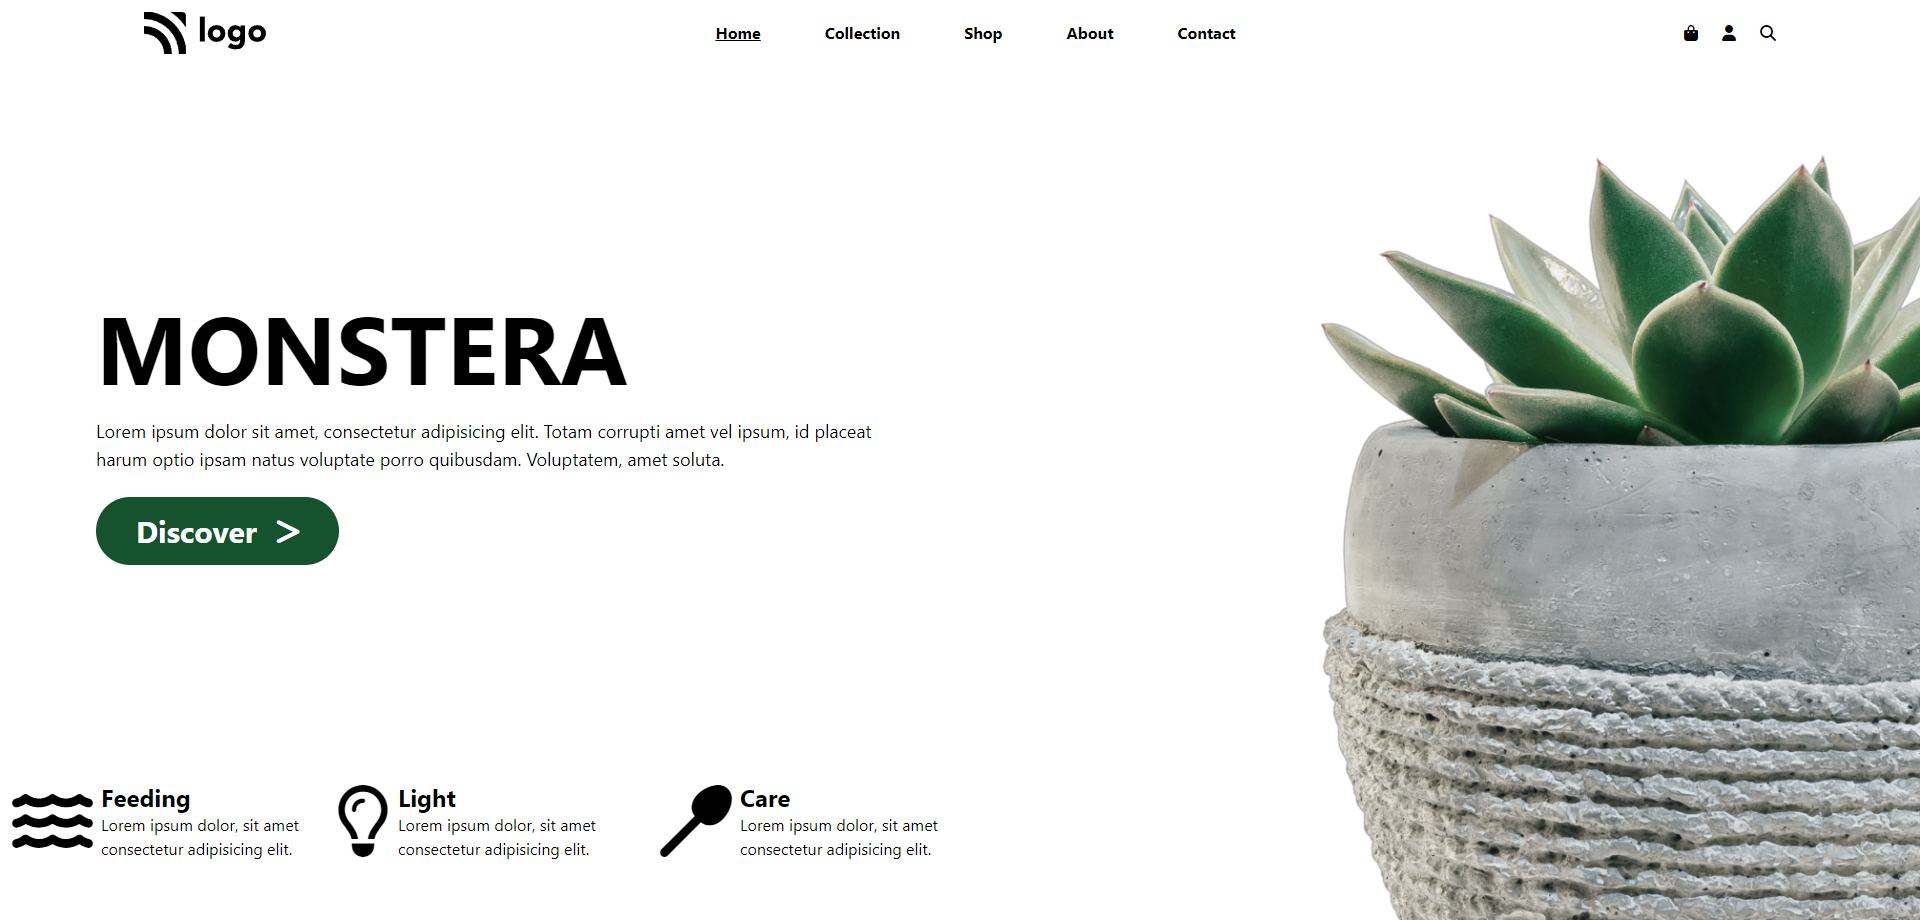 logo
Home Collection Shop About Contact
MONSTERA
Lorem ipsum dolor sit amet, consectetur adipisicing elit. Totam corrupti amet vel ipsum, id placeat
harum optio ipsam natus voluptate porro quibusdam. Voluptatem, amet soluta.
Discover >
Feeding
Lorem ipsum dolor, sit amet
consectetur adipisicing elit.
Light
Lorem ipsum dolor, sit amet
consectetur adipisicing elit.
Care
Lorem ipsum dolor, sit amet
consectetur adipisicing elit.